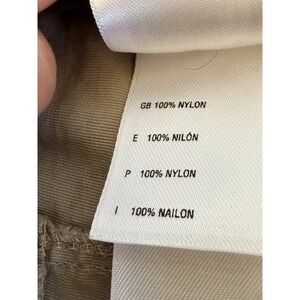 GB 100% NYLON
E 100% NILÓN
P 100% NYLON
I 100% NAILON